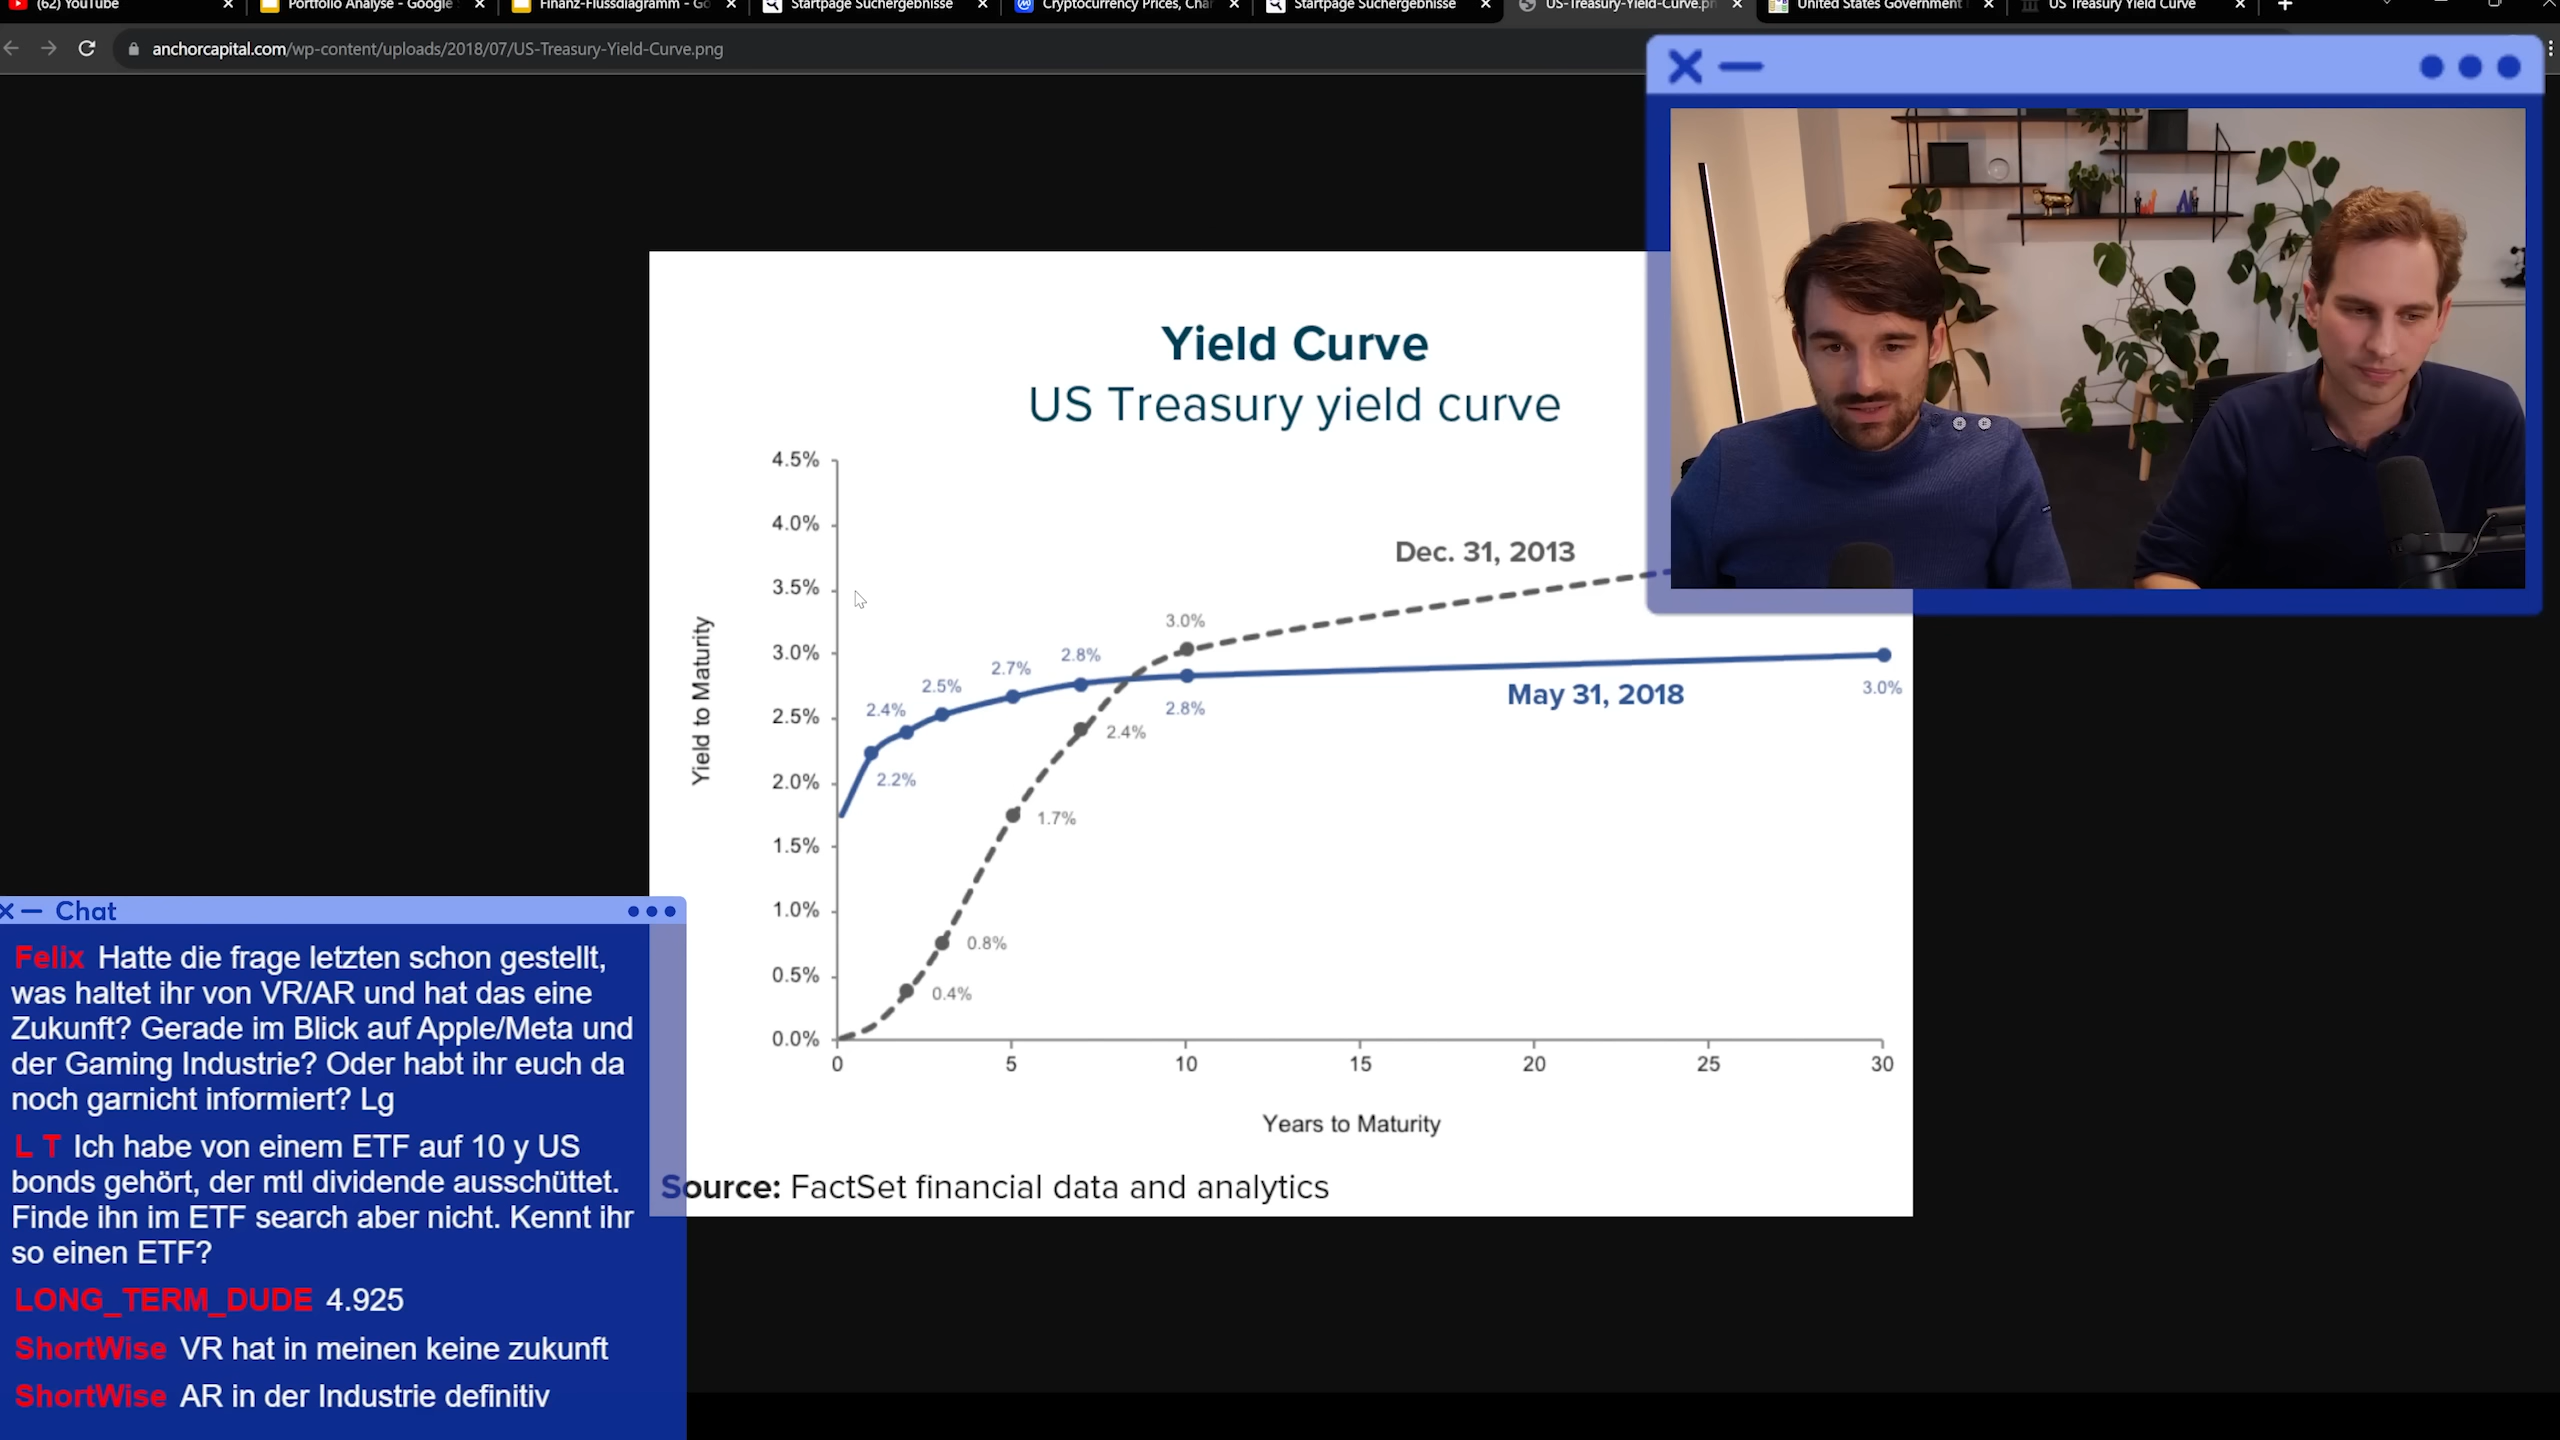 (62) YouTube
Portfolio Analyse - Google
Finanz-Flussdiagramm - Go
Startpage Suchergebnisse
Cryptocurrency Prices, Char
Startpage Suchergebnisse
US-Treasury-Yield-Curve.pn
United States Government
US Treasury Yield Curve
anchorcapital.com/wp-content/uploads/2018/07/US-Treasury-Yield-Curve.png
Yield Curve
US Treasury yield curve
4.5%
4.0%
3.5%
3.0%
2.5%
2.0%
1.5%
1.0%
0.5%
0.0%
Yield to Maturity
Dec. 31, 2013
3.0%
2.8%
2.7%
2.5%
2.4%
2.2%
2.8%
2.4%
1.7%
0.8%
0.4%
May 31, 2018
3.0%
0
5
10
15
20
25
30
Years to Maturity
Source: FactSet financial data and analytics
Chat
Felix Hatte die frage letzten schon gestellt,
was haltet ihr von VR/AR und hat das eine
Zukunft? Gerade im Blick auf Apple/Meta und
der Gaming Industrie? Oder habt ihr euch da
noch garnicht informiert? Lg
L T Ich habe von einem ETF auf 10 y US
bonds gehört, der mtl dividende ausschüttet.
Finde ihn im ETF search aber nicht. Kennt ihr
so einen ETF?
LONG_TERM_DUDE 4.925
ShortWise VR hat in meinen keine zukunft
ShortWise AR in der Industrie definitiv